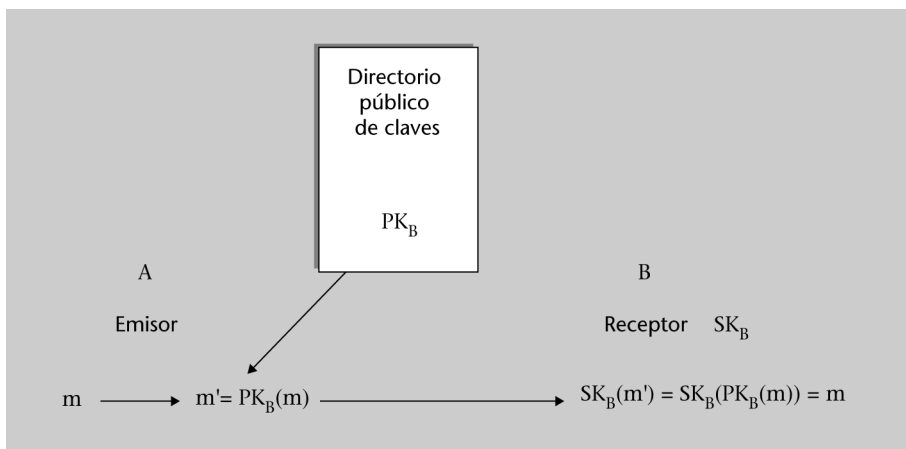 Directorio
público
de claves
PK_B
A
B
Emisor
Receptor SK_B
m
m'= PK_B(m)
SK_B(m') = SK_B(PK_B(m)) = m